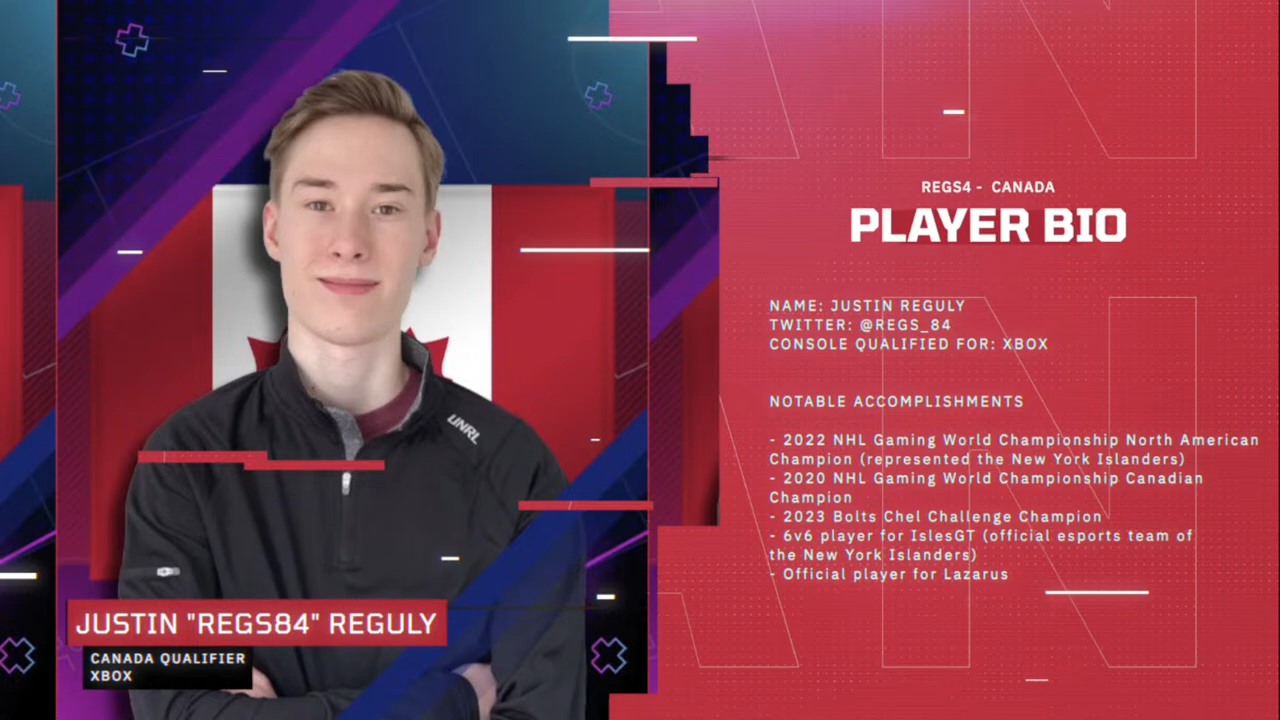 UNRL
JUSTIN "REGS84" REGULY
CANADA QUALIFIER
XBOX
REGS4 - CANADA
PLAYER BIO
NAME: JUSTIN REGULY
TWITTER: @REGS_84
CONSOLE QUALIFIED FOR: XBOX
NOTABLE ACCOMPLISHMENTS
- 2022 NHL Gaming World Championship North American
Champion (represented the New York Islanders)
- 2020 NHL Gaming World Championship Canadian
Champion
- 2023 Bolts Chel Challenge Champion
- 6v6 player for IslesGT (official esports team of
the New York Islanders)
- Official player for Lazarus